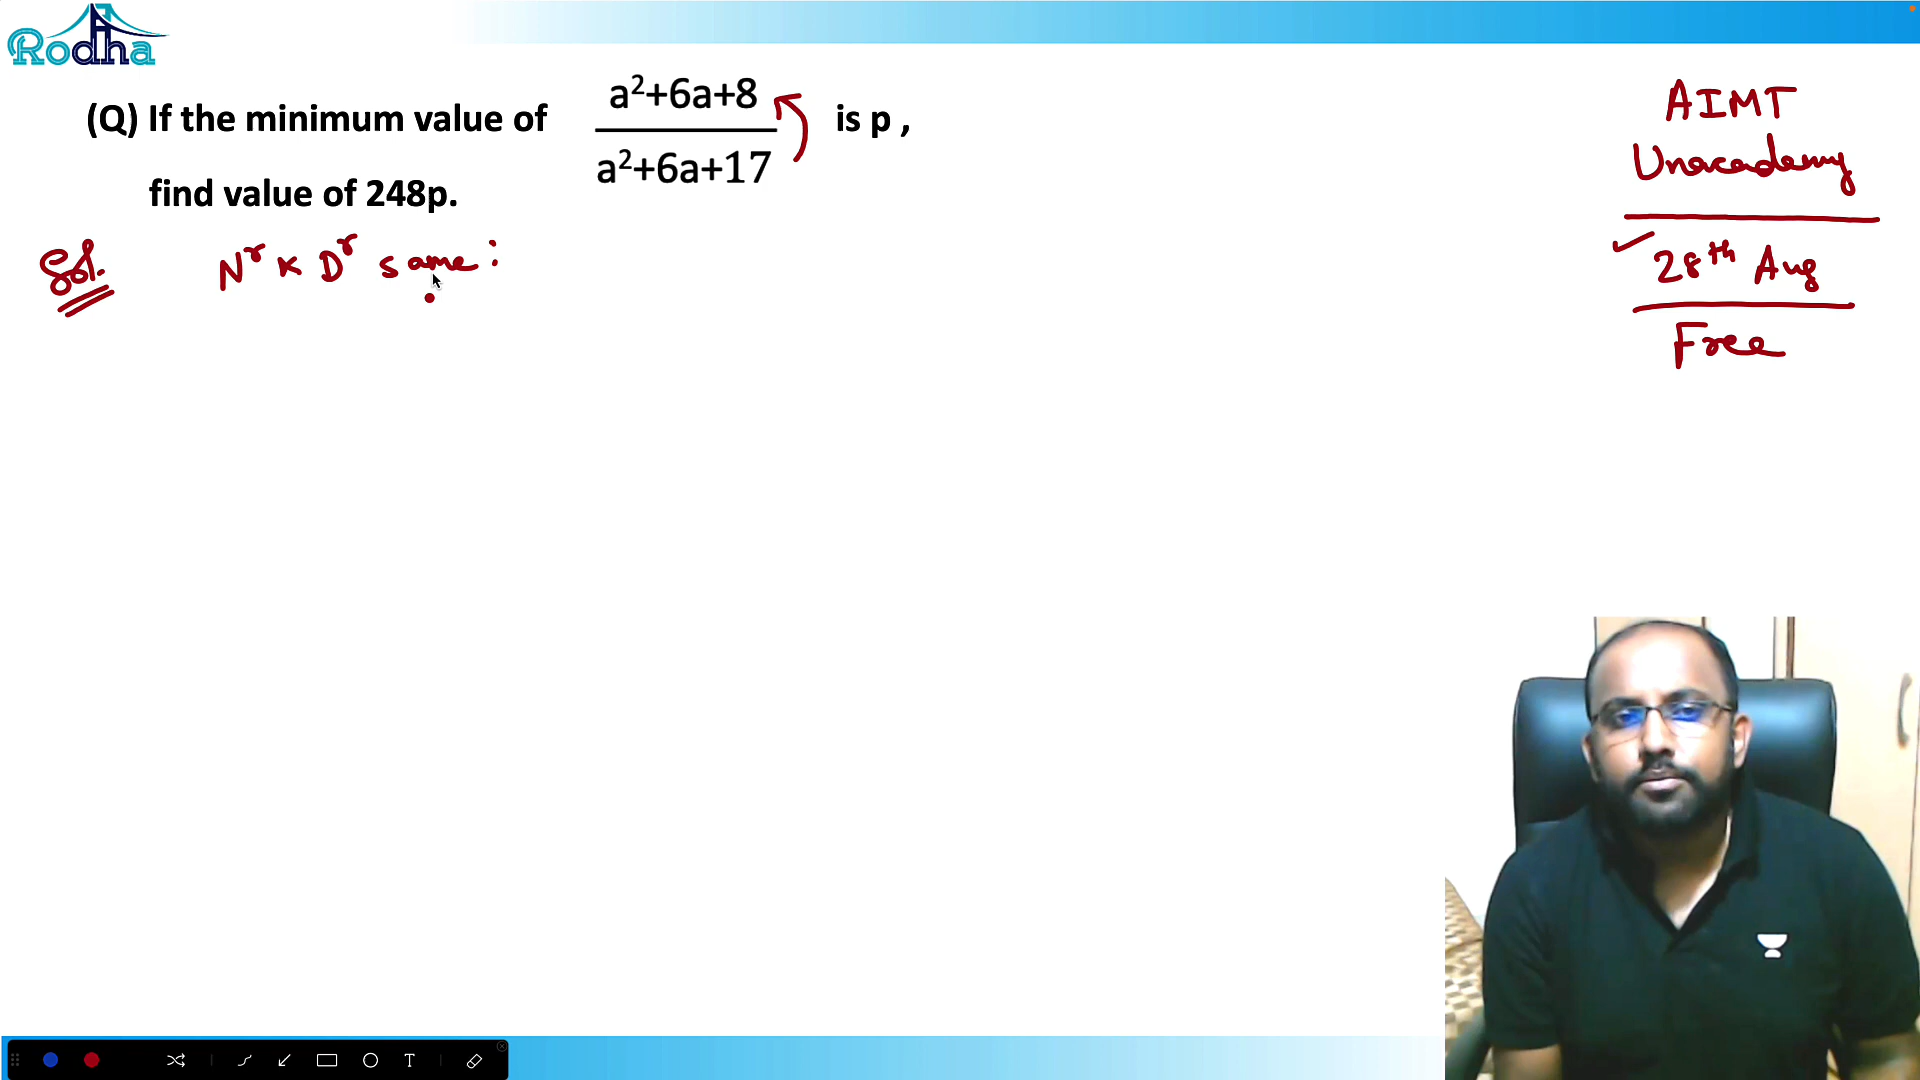 Rodha
(Q) If the minimum value of a²+6a+8 / a²+6a+17 is p ,
find value of 248p.
Sol. Nʳ & Dʳ same :
AIMT
Unacademy
28th Aug
Free
T